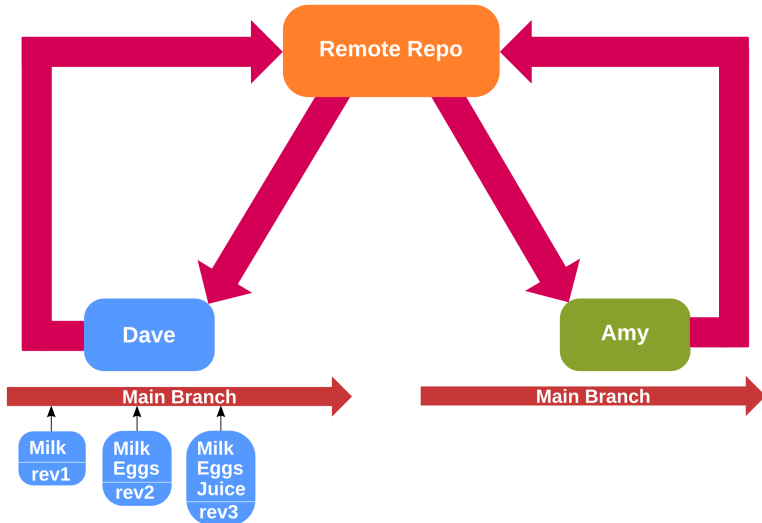 Remote Repo
Dave
Amy
Main Branch
Main Branch
Milk
rev1
Milk
Eggs
rev2
Milk
Eggs
Juice
rev3